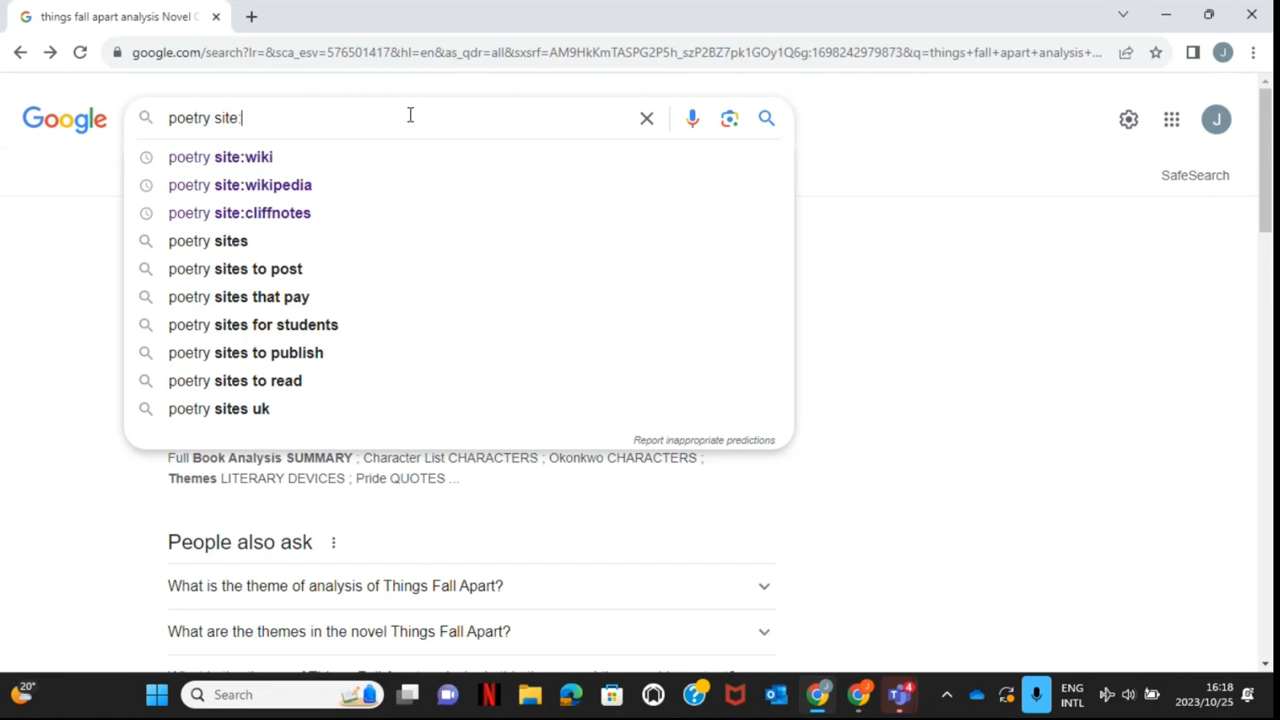 things fall apart analysis Novel C
google.com/search?lr=&sca_esv=576501417&hl=en&as_qdr=all&sxsrf=AM9HkKmTASPG2P5h_szP2BZ7pk1GOy1Q6g:1698242979873&q=things+fall+apart+analysis+...
J
Google
poetry site:
J
SafeSearch
poetry site:wiki
poetry site:wikipedia
poetry site:cliffnotes
poetry sites
poetry sites to post
poetry sites that pay
poetry sites for students
poetry sites to publish
poetry sites to read
poetry sites uk
Report inappropriate predictions
Full Book Analysis SUMMARY ; Character List CHARACTERS ; Okonkwo CHARACTERS ;
Themes LITERARY DEVICES ; Pride QUOTES ...
People also ask
What is the theme of analysis of Things Fall Apart?
What are the themes in the novel Things Fall Apart?
20°
Search
4
ENG
INTL
16:18
2023/10/25